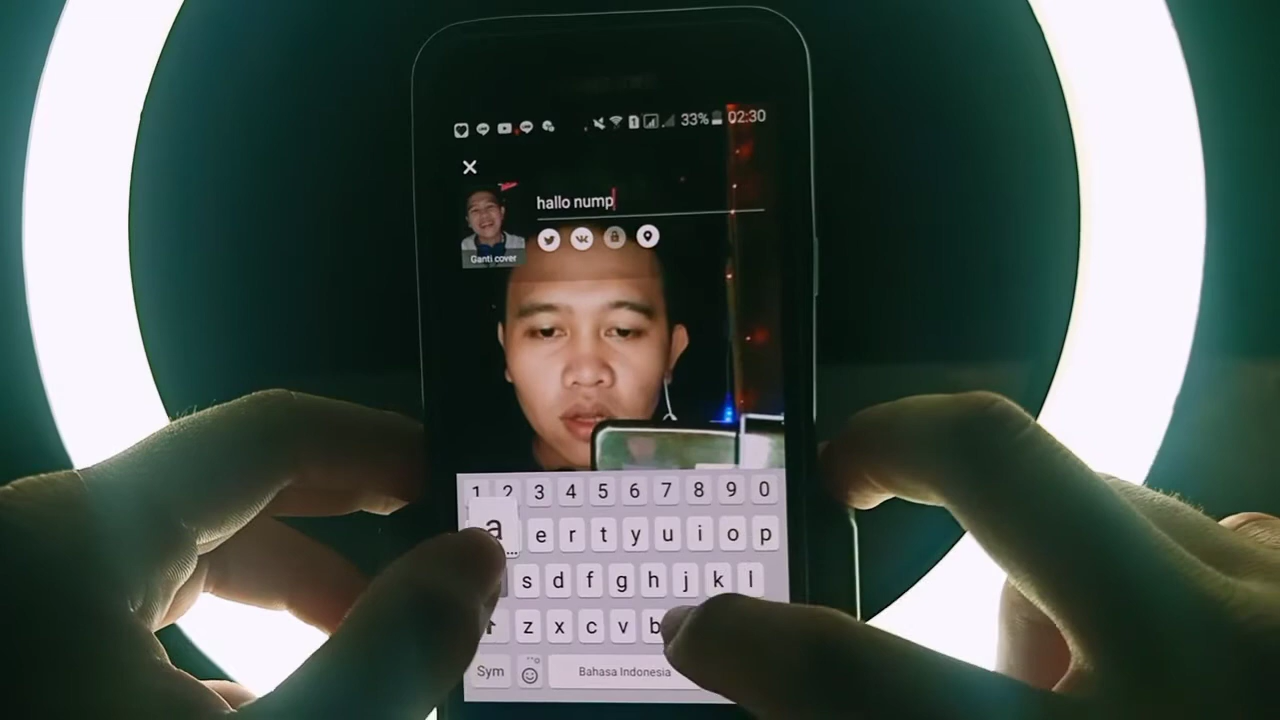 33% 02:30
hallo nump
Ganti cover
1 2 3 4 5 6 7 8 9 0
a
e r t y u i o p
s d f g h j k l
z x c v b
Sym Bahasa Indonesia